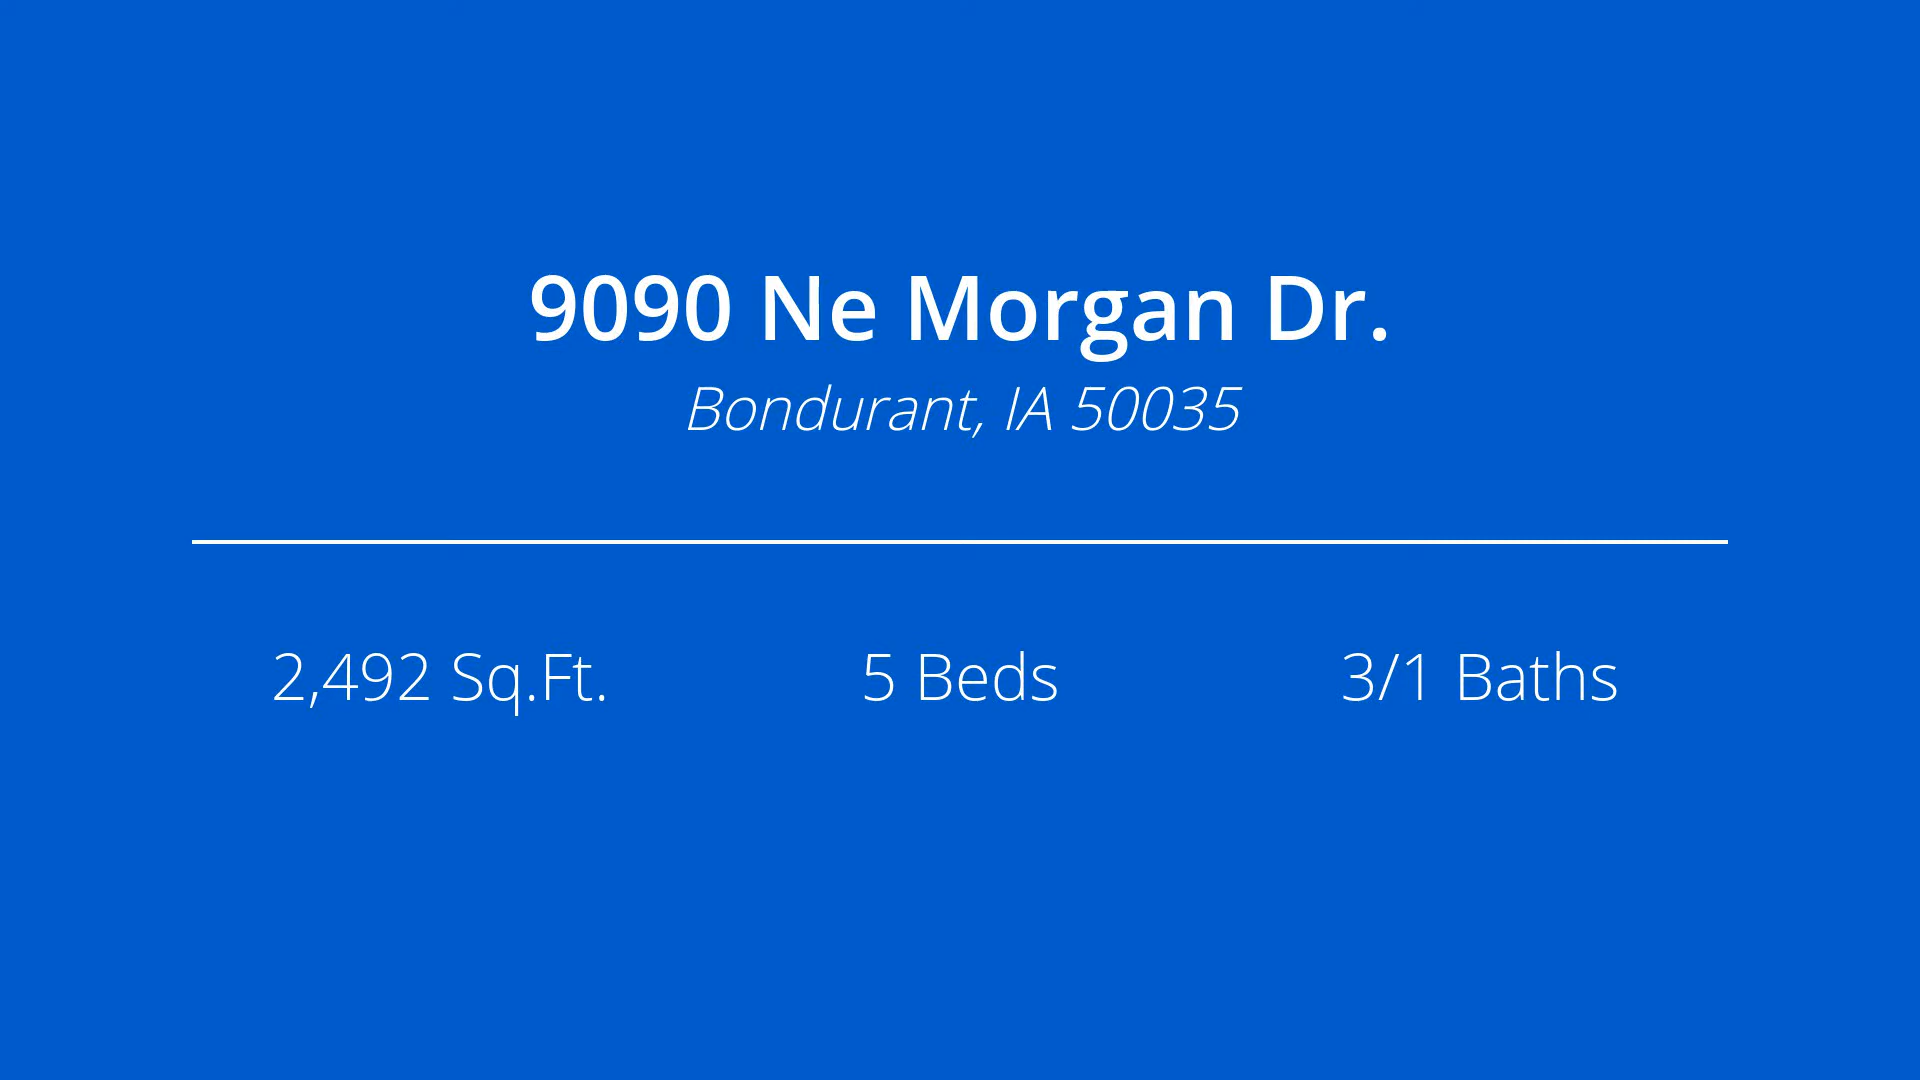 9090 Ne Morgan Dr.
Bondurant, IA 50035
2,492 Sq.Ft. 5 Beds 3/1 Baths